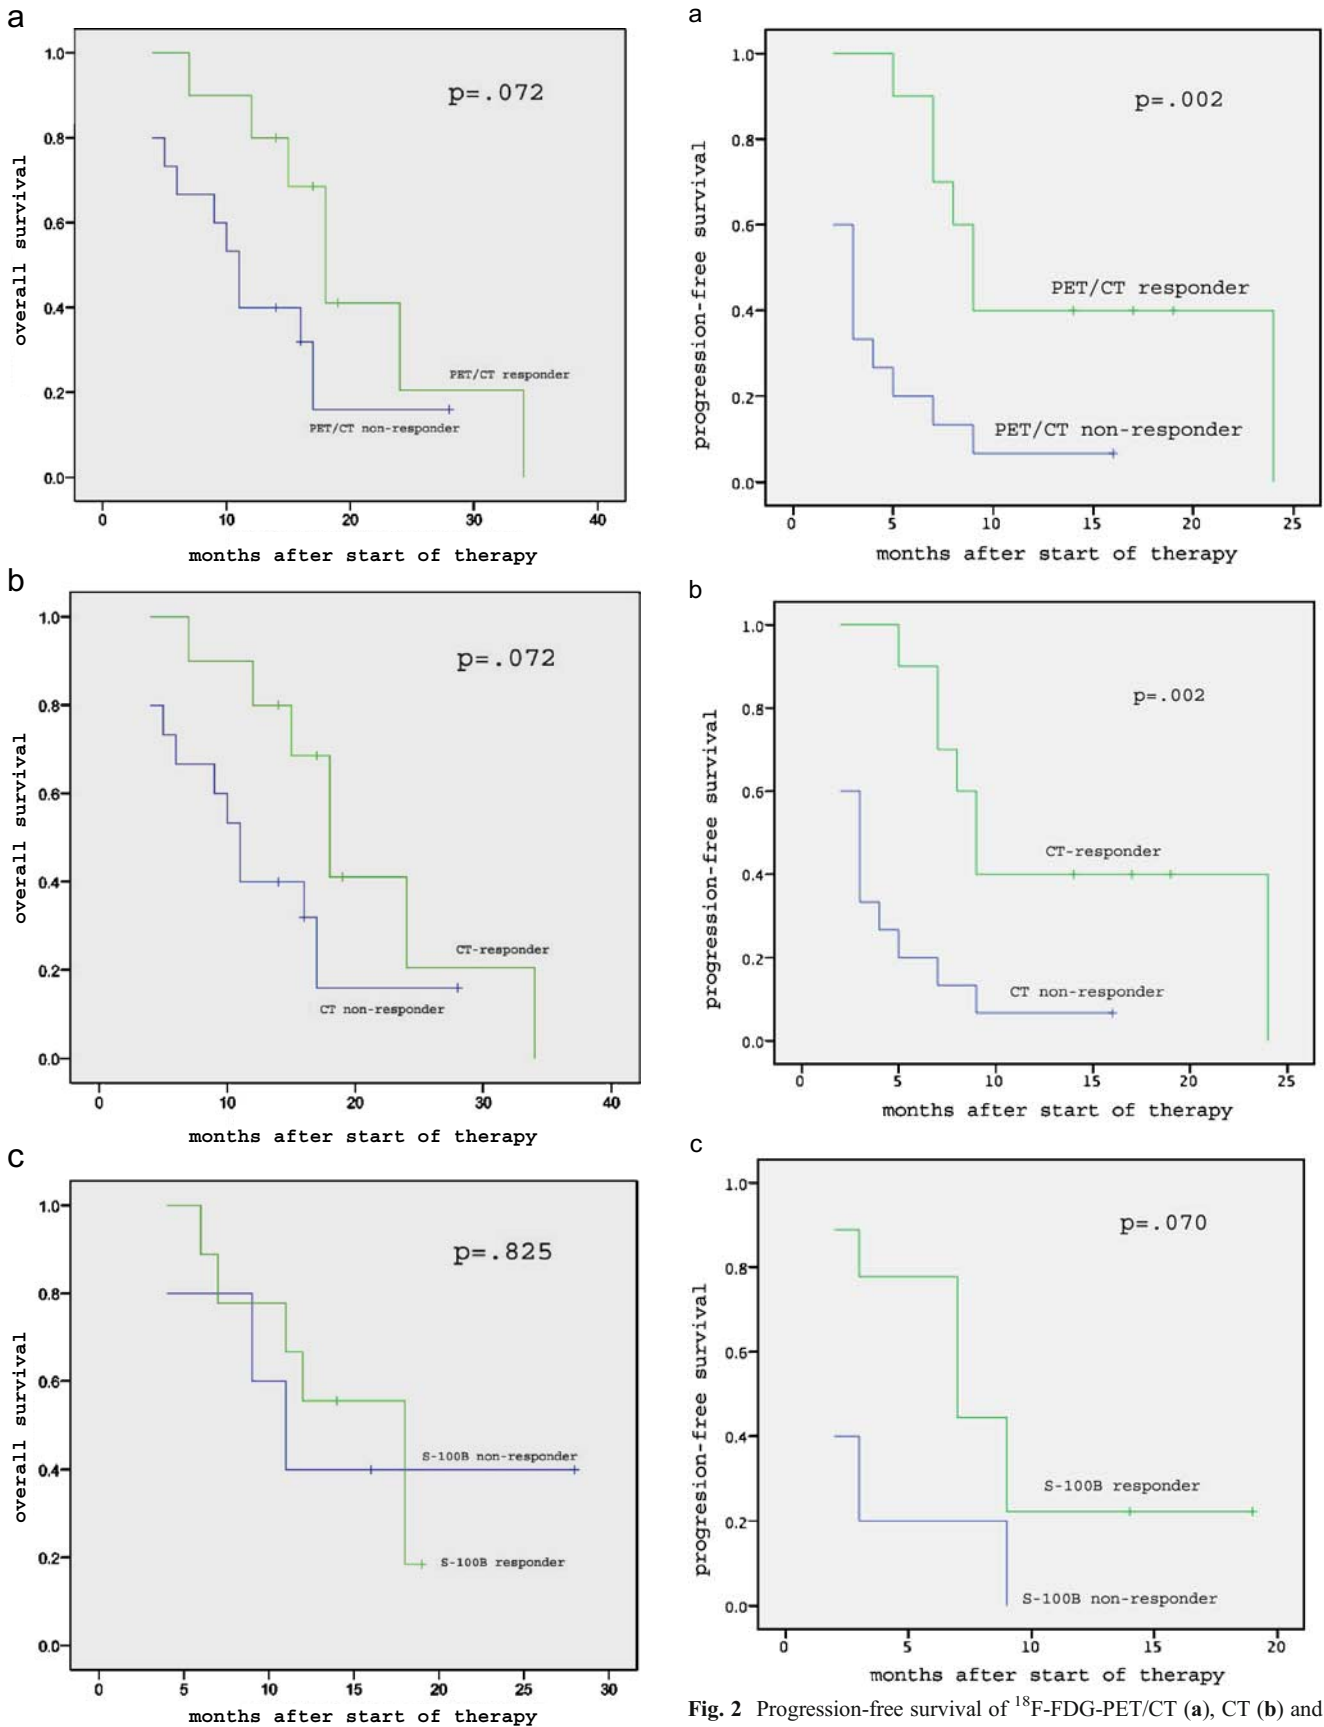 a
overall survival
1.0
0.8
0.6
0.4
0.2
0.0
p=.072
PET/CT responder
PET/CT non-responder
0 10 20 30 40
months after start of therapy
b
overall survival
1.0
0.8
0.6
0.4
0.2
0.0
p=.072
CT-responder
CT non-responder
0 10 20 30 40
months after start of therapy
c
overall survival
1.0
0.8
0.6
0.4
0.2
0.0
p=.825
S-100B non-responder
S-100B responder
0 5 10 15 20 25 30
months after start of therapy
a
progression-free survival
1.0
0.8
0.6
0.4
0.2
0.0
p=.002
PET/CT responder
PET/CT non-responder
0 5 10 15 20 25
months after start of therapy
b
progression-free survival
1.0
0.8
0.6
0.4
0.2
0.0
p=.002
CT-responder
CT non-responder
0 5 10 15 20 25
months after start of therapy
c
progresion-free survival
1.0
0.8
0.6
0.4
0.2
0.0
p=.070
S-100B responder
S-100B non-responder
0 5 10 15 20
months after start of therapy
Fig. 2 Progression-free survival of ¹⁸F-FDG-PET/CT (a), CT (b) and